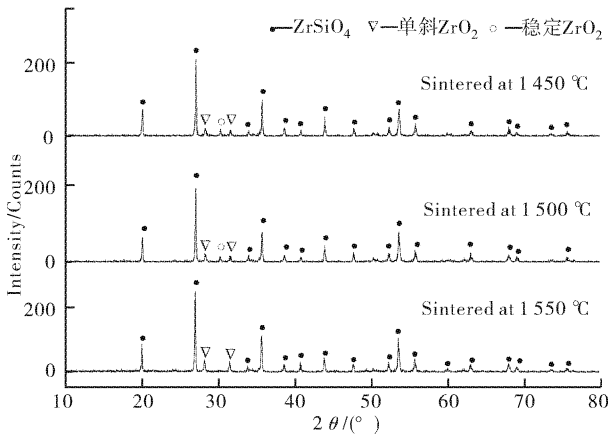 •—ZrSiO₄ ▽—单斜ZrO₂ ○—稳定ZrO₂
200
Sintered at 1 450 ℃
0
200
Sintered at 1 500 ℃
0
200
Sintered at 1 550 ℃
0
Intensity/Counts
10 20 30 40 50 60 70 80
2 θ/(°)